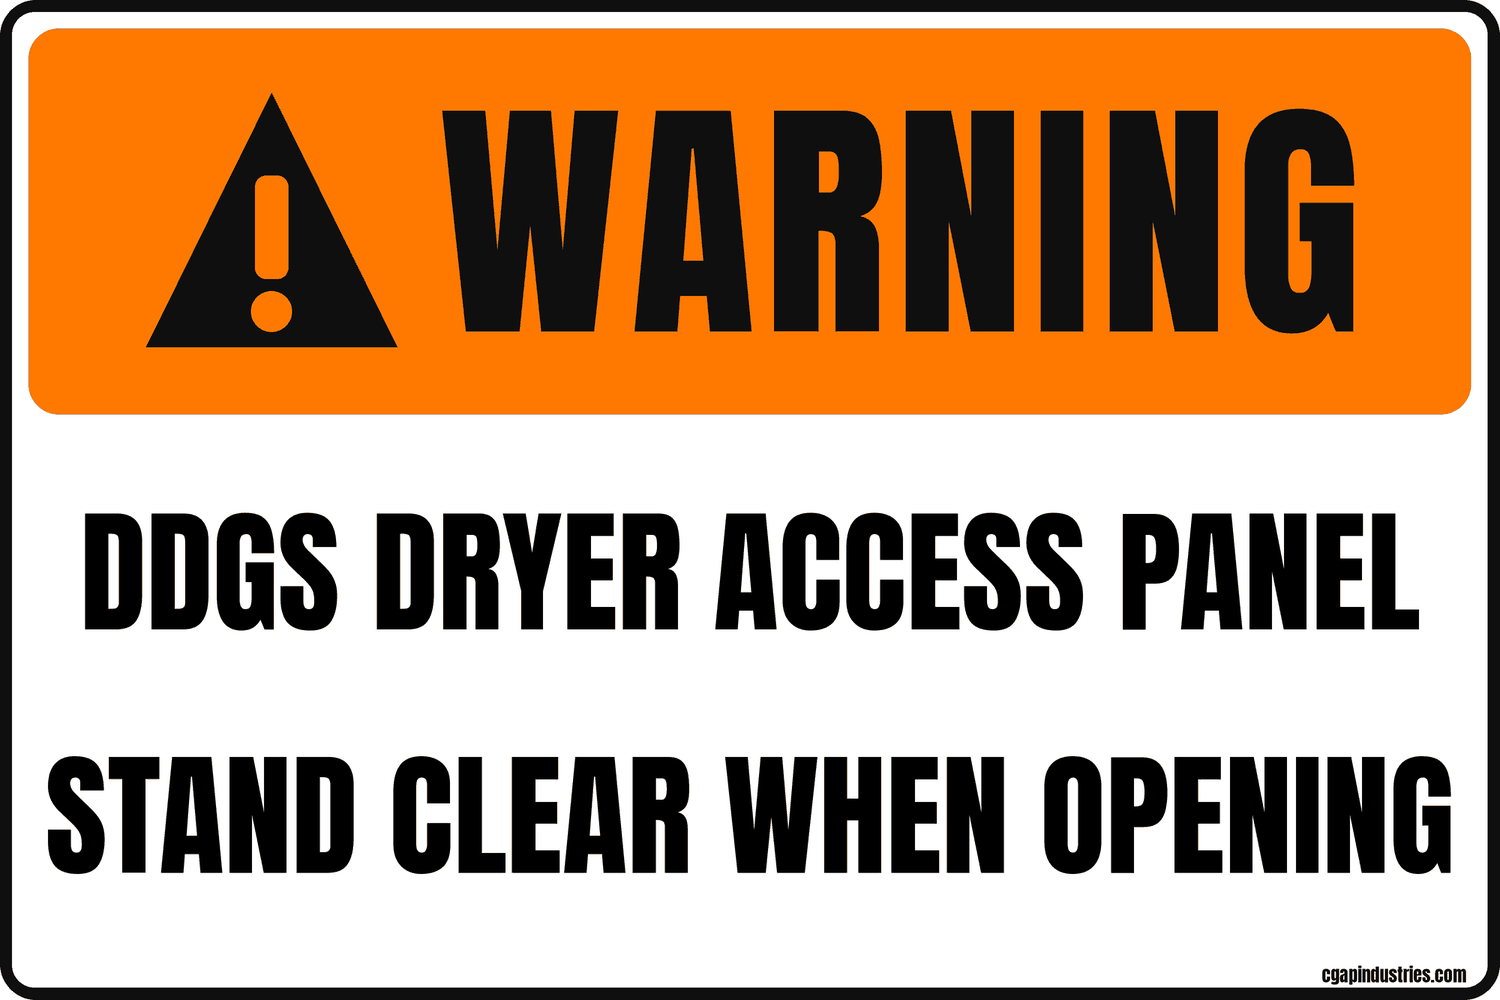 WARNING
DDGS DRYER ACCESS PANEL
STAND CLEAR WHEN OPENING
cgapindustries.com